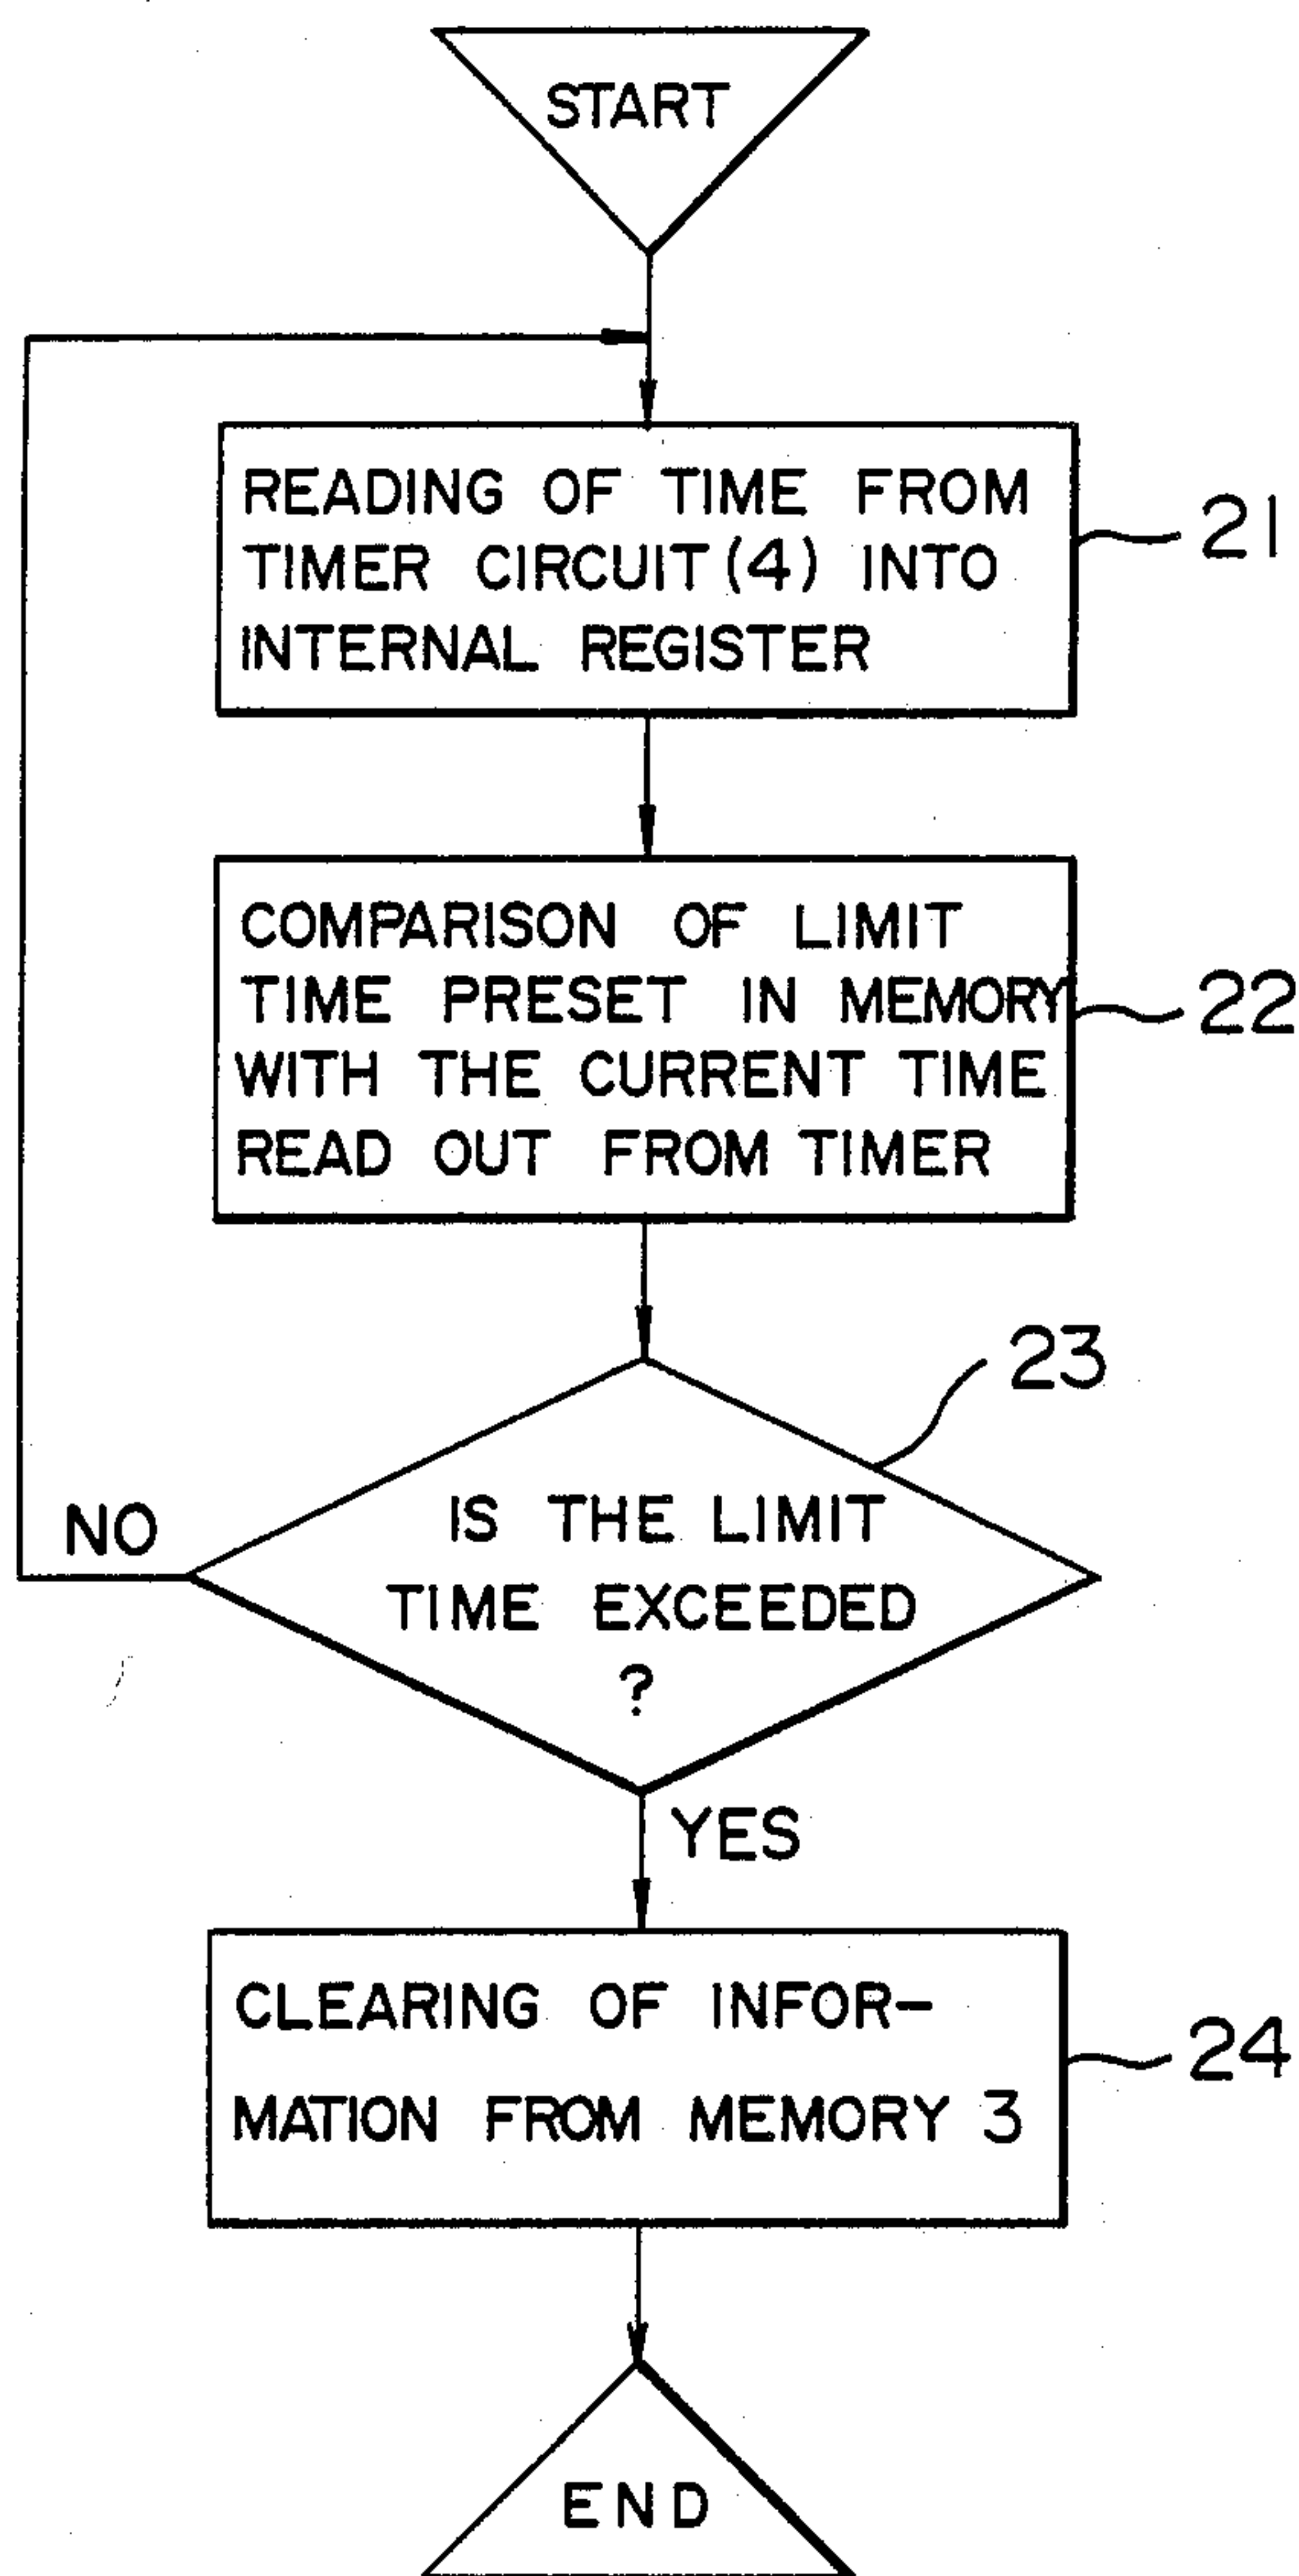 START
READING OF TIME FROM
TIMER CIRCUIT (4) INTO
INTERNAL REGISTER
21
COMPARISON OF LIMIT
TIME PRESET IN MEMORY
WITH THE CURRENT TIME
READ OUT FROM TIMER
22
23
IS THE LIMIT
TIME EXCEEDED
?
NO
YES
CLEARING OF INFOR-
MATION FROM MEMORY 3
24
END